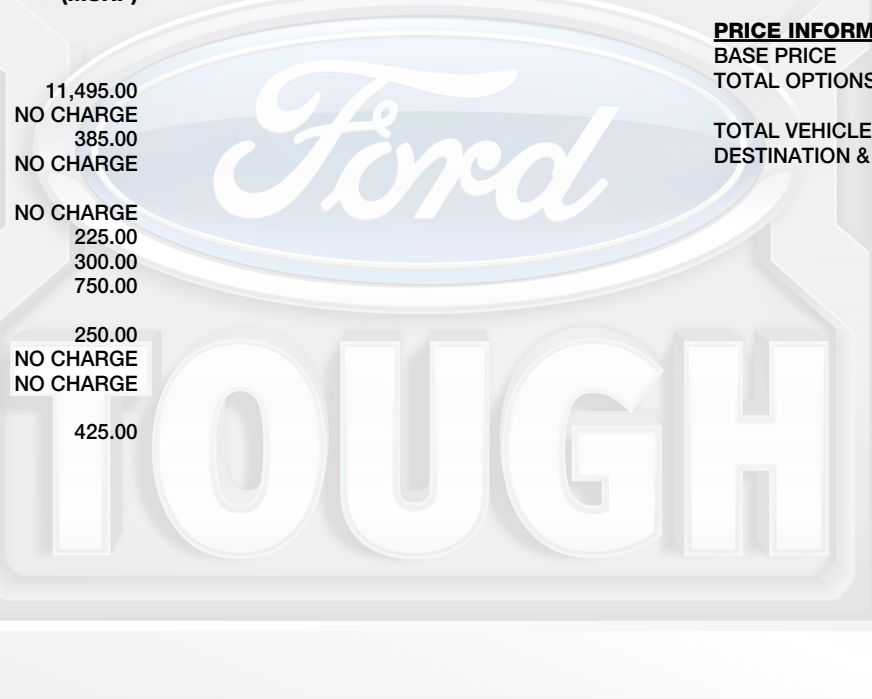 11,495.00
NO CHARGE
385.00
NO CHARGE
NO CHARGE
225.00
300.00
750.00
250.00
NO CHARGE
NO CHARGE
425.00
PRICE INFORM
BASE PRICE
TOTAL OPTIONS
TOTAL VEHICLE
DESTINATION &
Ford
TOUGH